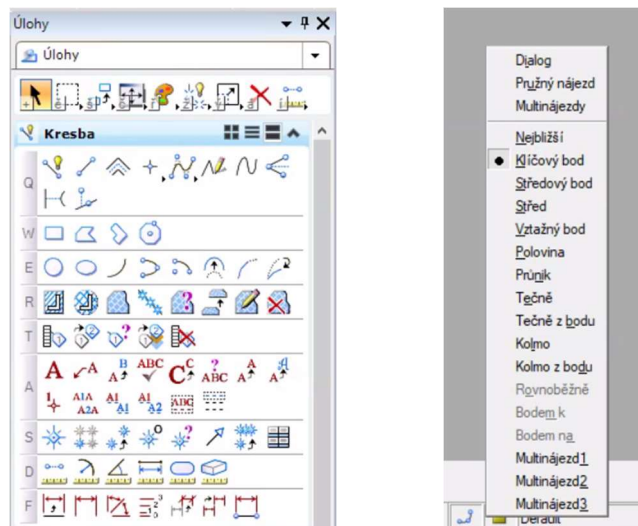 Úlohy
Úlohy
Kresba
Q
W
E
R
T
A
S
D
F
Dialog
Pružný nájezd
Multinájezdy
Nejbližší
Klíčový bod
Středový bod
Střed
Vztažný bod
Polovina
Průnik
Tečně
Tečně z bodu
Kolmo
Kolmo z bodu
Rovnoběžně
Bodem k
Bodem na
Multinájezd1
Multinájezd2
Multinájezd3
Default